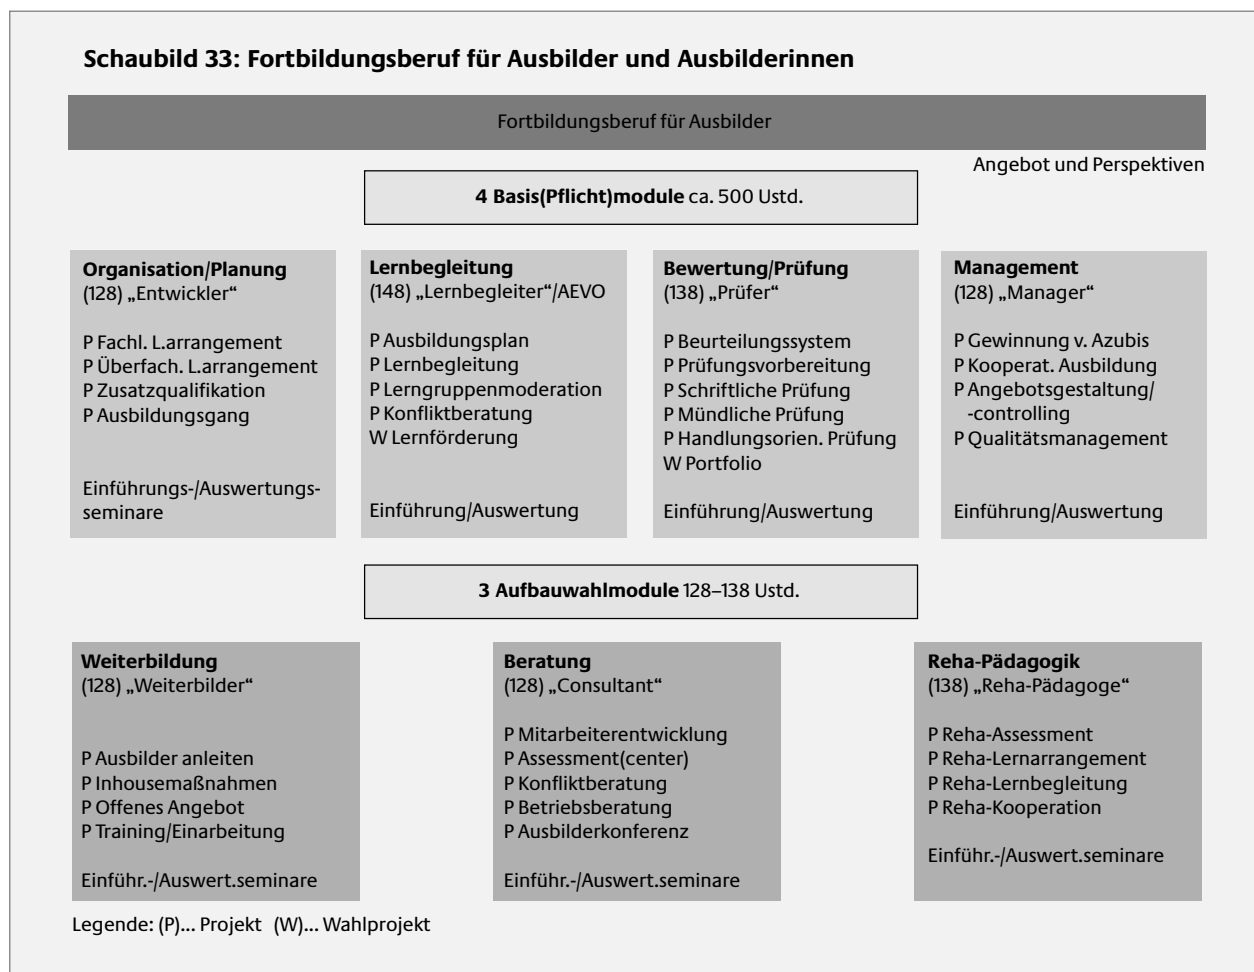 Schaubild 33: Fortbildungsberuf für Ausbilder und Ausbilderinnen
Fortbildungsberuf für Ausbilder
Angebot und Perspektiven
4 Basis(Pflicht)module ca. 500 Ustd.
Organisation/Planung
(128) „Entwickler“
P Fachl. L.arrangement
P Überfach. L.arrangement
P Zusatzqualifikation
P Ausbildungsgang
Einführungs-/Auswertungs-
seminare
Lernbegleitung
(148) „Lernbegleiter“/AEVO
P Ausbildungsplan
P Lernbegleitung
P Lerngruppenmoderation
P Konfliktberatung
W Lernförderung
Einführung/Auswertung
Bewertung/Prüfung
(138) „Prüfer“
P Beurteilungssystem
P Prüfungsvorbereitung
P Schriftliche Prüfung
P Mündliche Prüfung
P Handlungsorien. Prüfung
W Portfolio
Einführung/Auswertung
Management
(128) „Manager“
P Gewinnung v. Azubis
P Kooperat. Ausbildung
P Angebotsgestaltung/
-controlling
P Qualitätsmanagement
Einführung/Auswertung
3 Aufbauwahlmodule 128–138 Ustd.
Weiterbildung
(128) „Weiterbilder“
P Ausbilder anleiten
P Inhousemaßnahmen
P Offenes Angebot
P Training/Einarbeitung
Einführ.-/Auswert.seminare
Beratung
(128) „Consultant“
P Mitarbeiterentwicklung
P Assessment(center)
P Konfliktberatung
P Betriebsberatung
P Ausbilderkonferenz
Einführ.-/Auswert.seminare
Reha-Pädagogik
(138) „Reha-Pädagoge“
P Reha-Assessment
P Reha-Lernarrangement
P Reha-Lernbegleitung
P Reha-Kooperation
Einführ.-/Auswert.seminare
Legende: (P)... Projekt (W)... Wahlprojekt